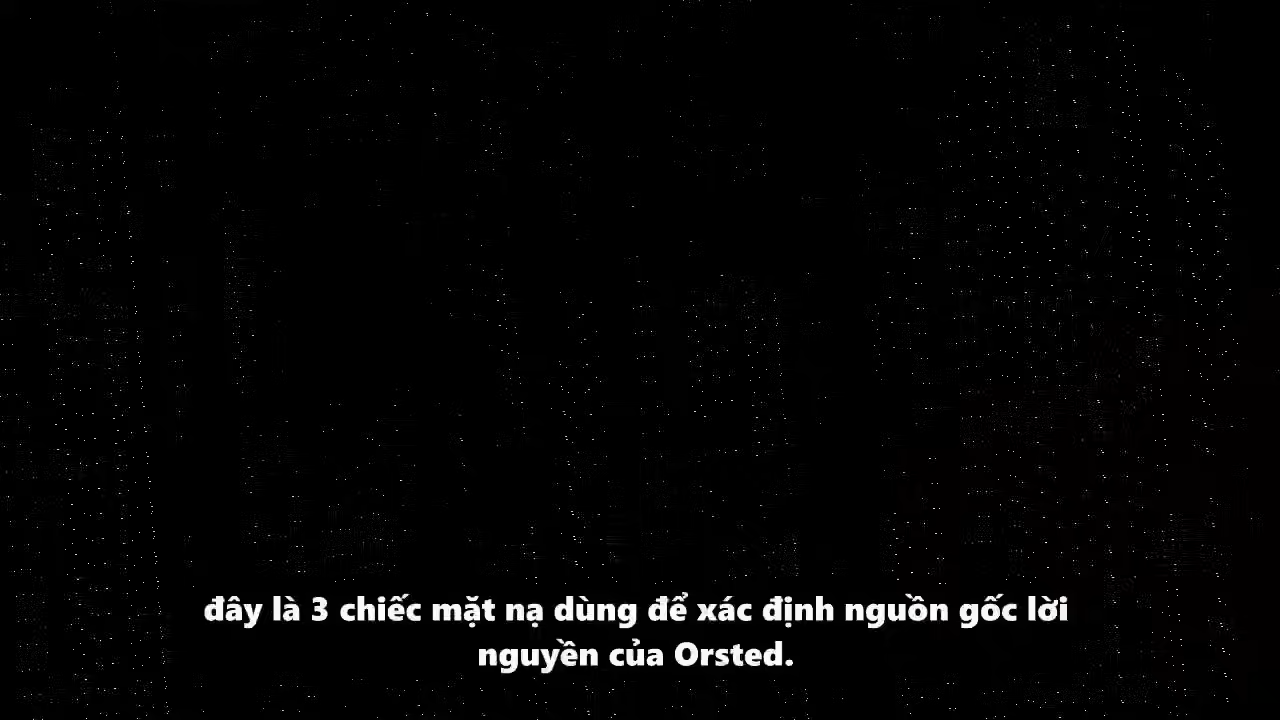 đây là 3 chiếc mặt nạ dùng để xác định nguồn gốc lời
nguyền của Orsted.